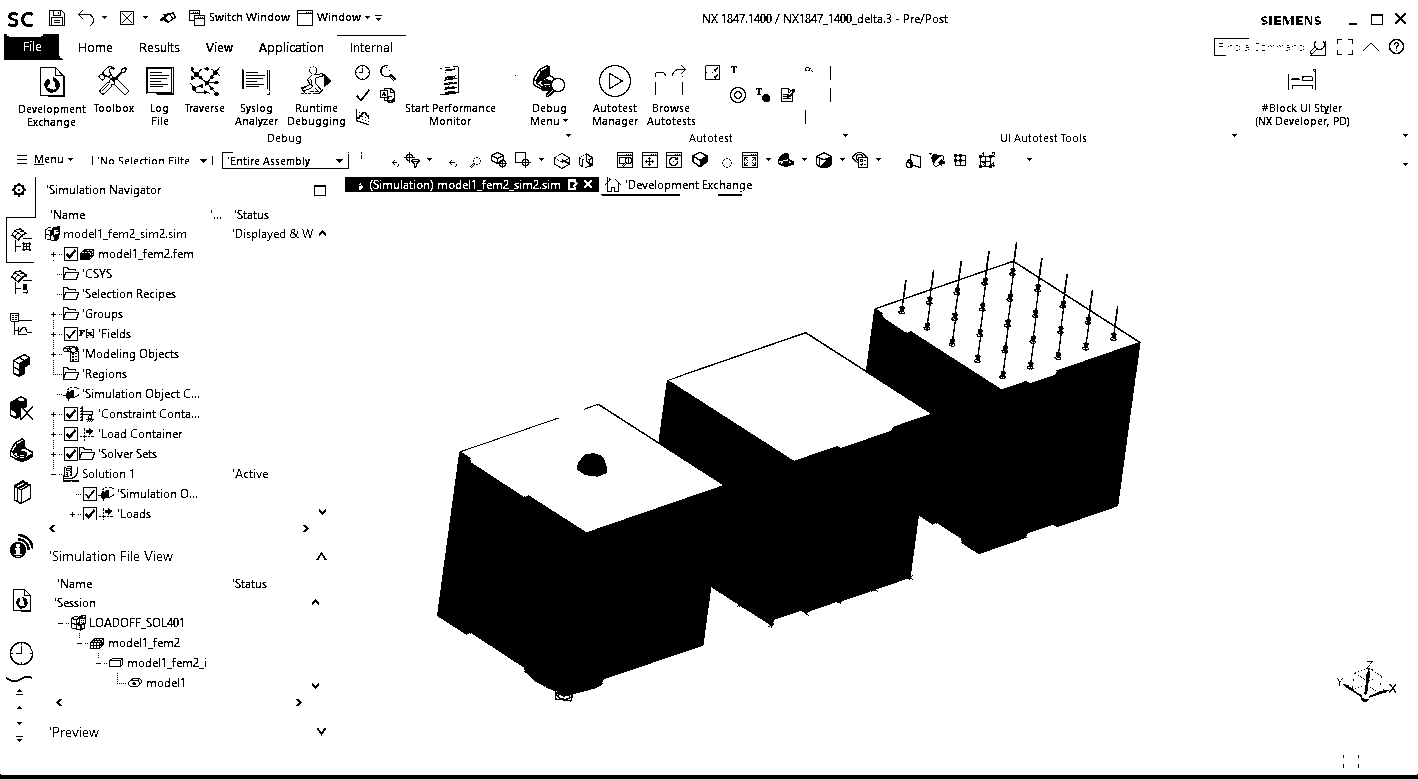 SC Switch Window Window NX 1847.1400 / NX1847_1400_delta.3 - Pre/Post SIEMENS
File Home Results View Application Internal
Development Exchange Toolbox Log File Traverse Syslog Analyzer Runtime Debugging Start Performance Monitor Debug Menu Autotest Manager Browse Autotests #Block UI Styler (NX Developer, PD)
Debug Autotest UI Autotest Tools
Menu 'No Selection Filte 'Entire Assembly
'Simulation Navigator (Simulation) model1_fem2_sim2.sim 'Development Exchange
'Name '... 'Status
model1_fem2_sim2.sim 'Displayed & W
model1_fem2.fem
'CSYS
'Selection Recipes
'Groups
'Fields
'Modeling Objects
'Regions
'Simulation Object C...
'Constraint Conta...
'Load Container
'Solver Sets
Solution 1 'Active
'Simulation O...
'Loads
'Simulation File View
'Name 'Status
'Session
LOADOFF_SOL401
model1_fem2
model1_fem2_i
model1
'Preview
Z
Y X